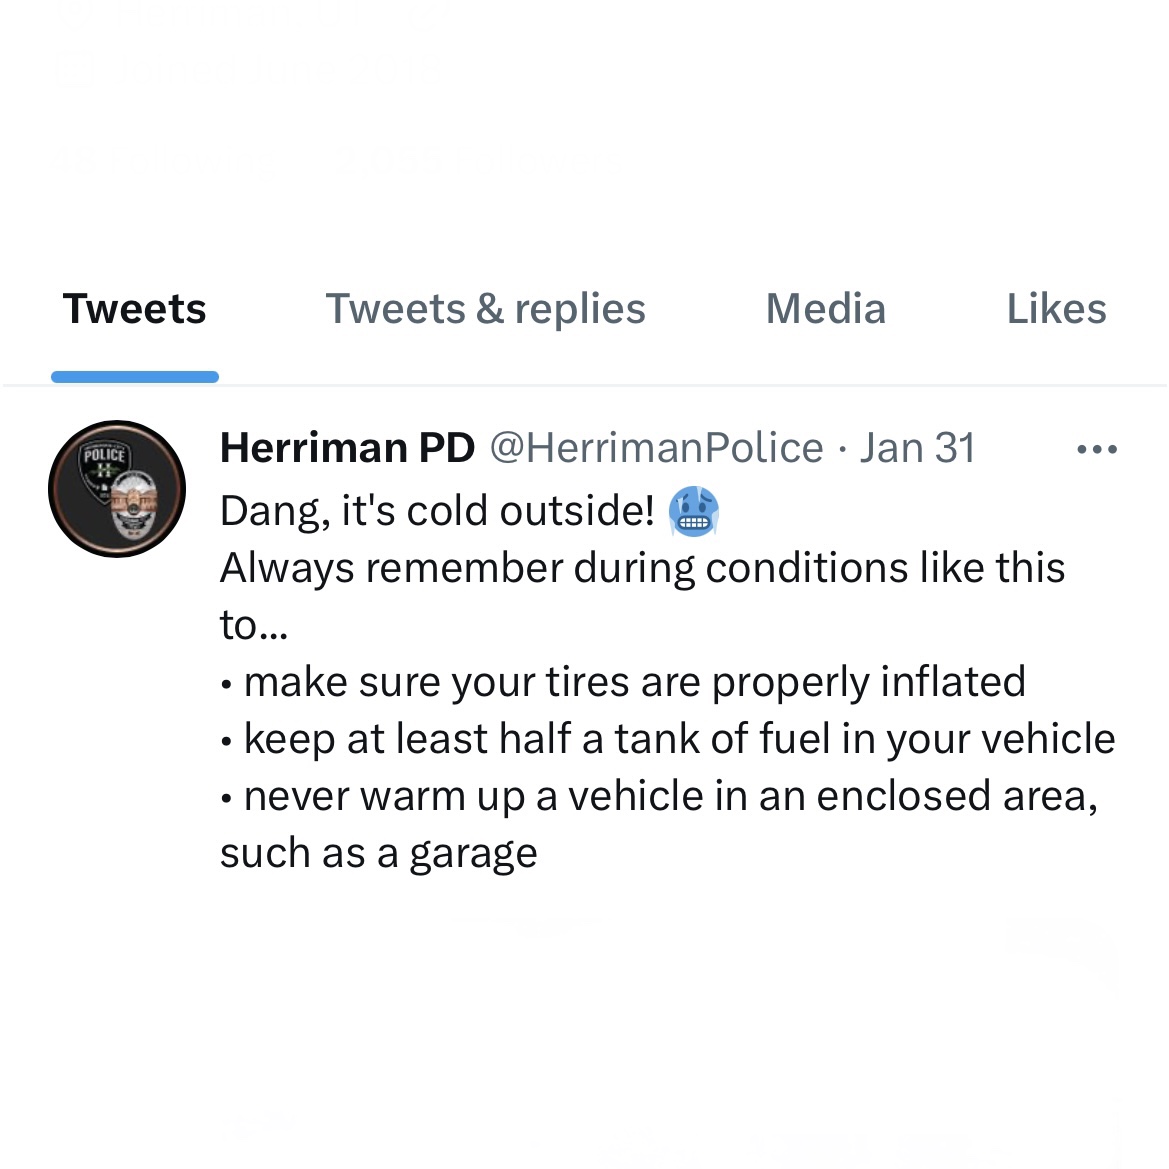 Tweets Tweets & replies Media Likes
POLICE
Herriman PD @HerrimanPolice · Jan 31
Dang, it's cold outside! 🥶
Always remember during conditions like this
to...
• make sure your tires are properly inflated
• keep at least half a tank of fuel in your vehicle
• never warm up a vehicle in an enclosed area,
such as a garage